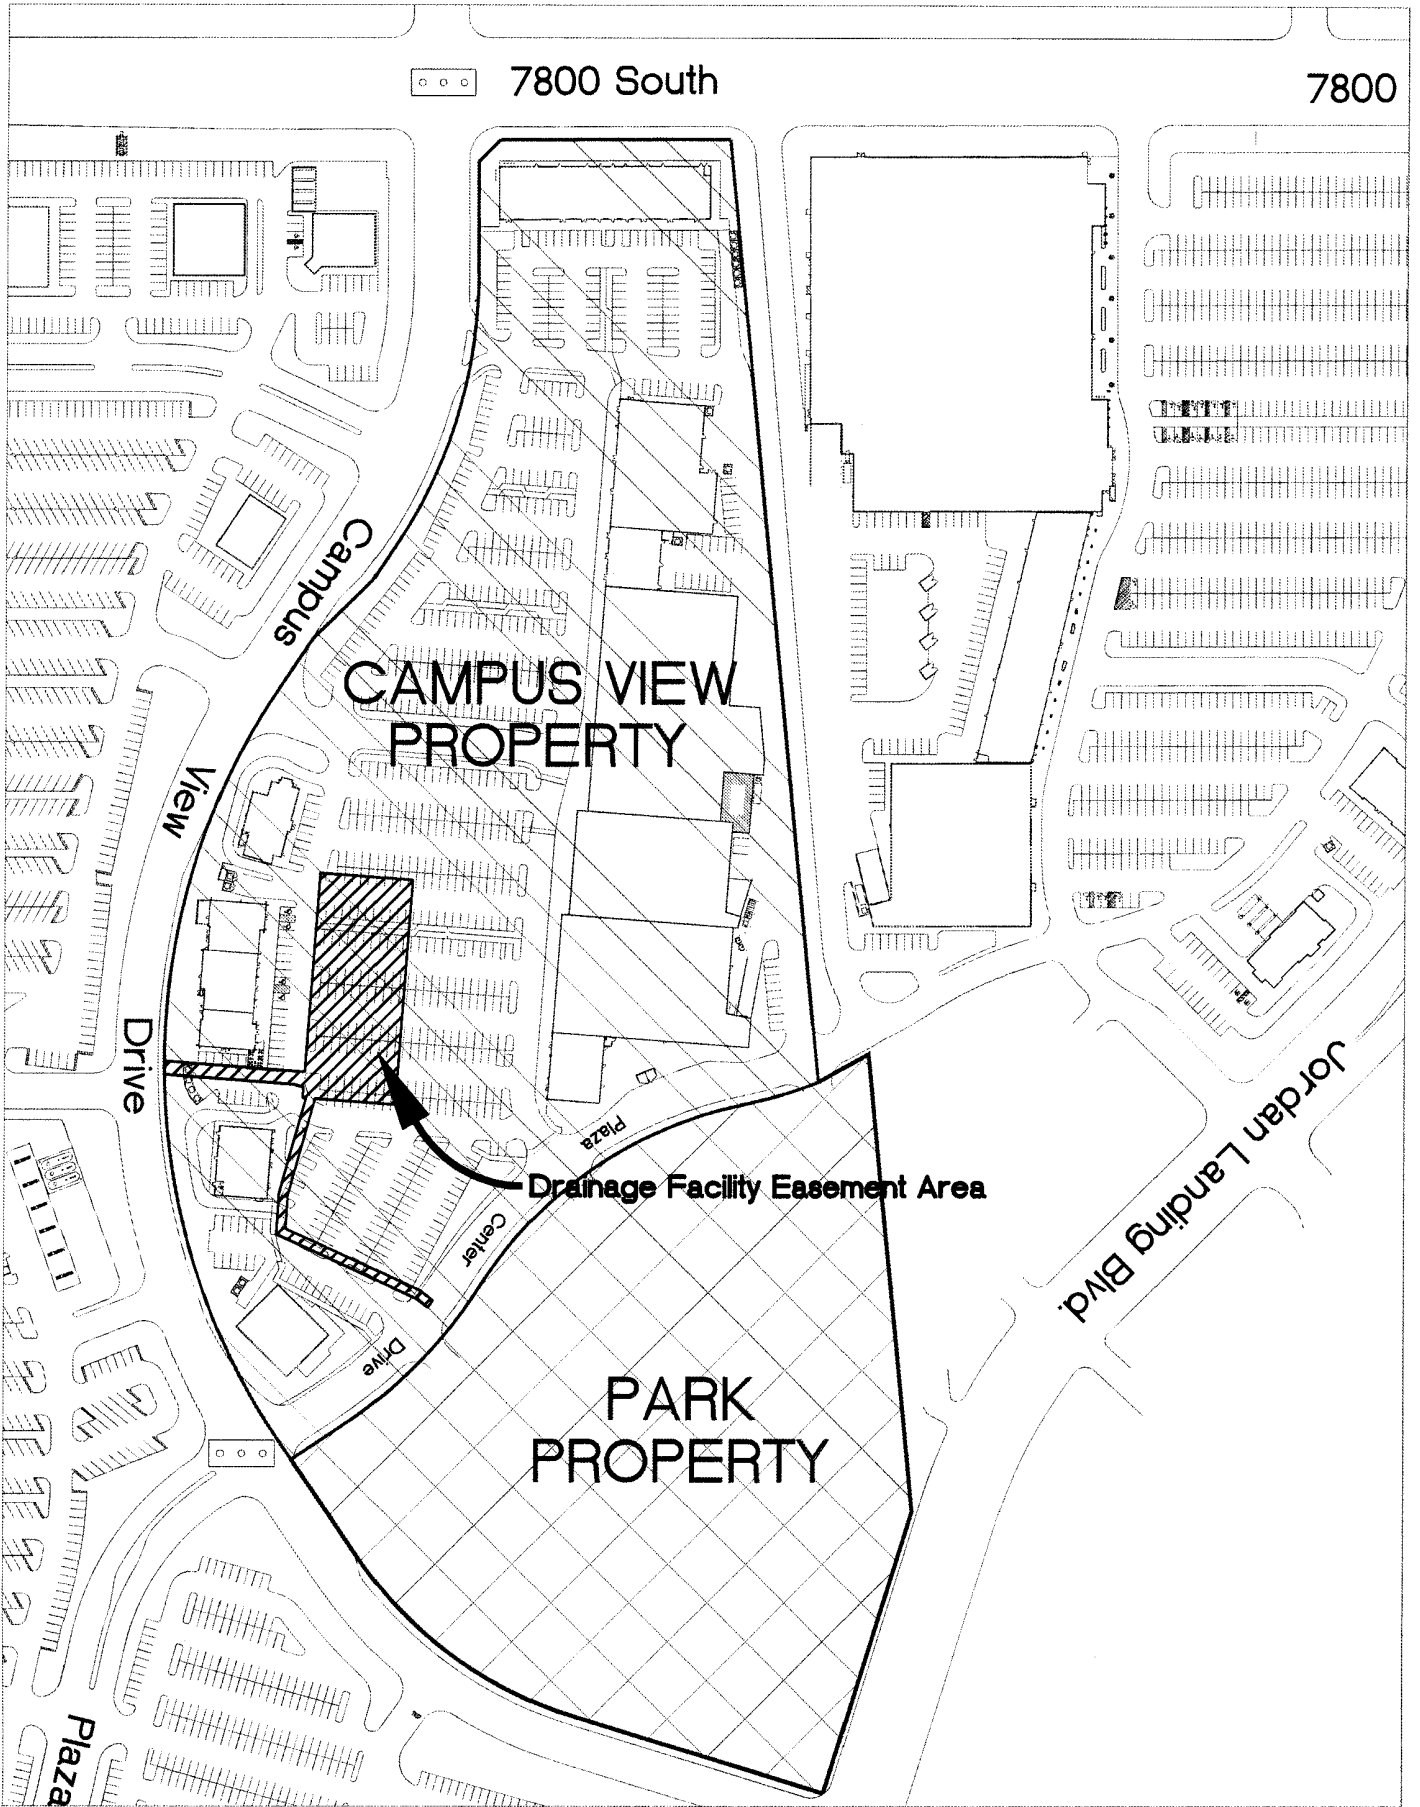 7800 South
7800
Campus
View
Drive
CAMPUS VIEW
PROPERTY
Plaza
Center
Drive
Drainage Facility Easement Area
Jordan Landing Blvd.
PARK
PROPERTY
Plaza